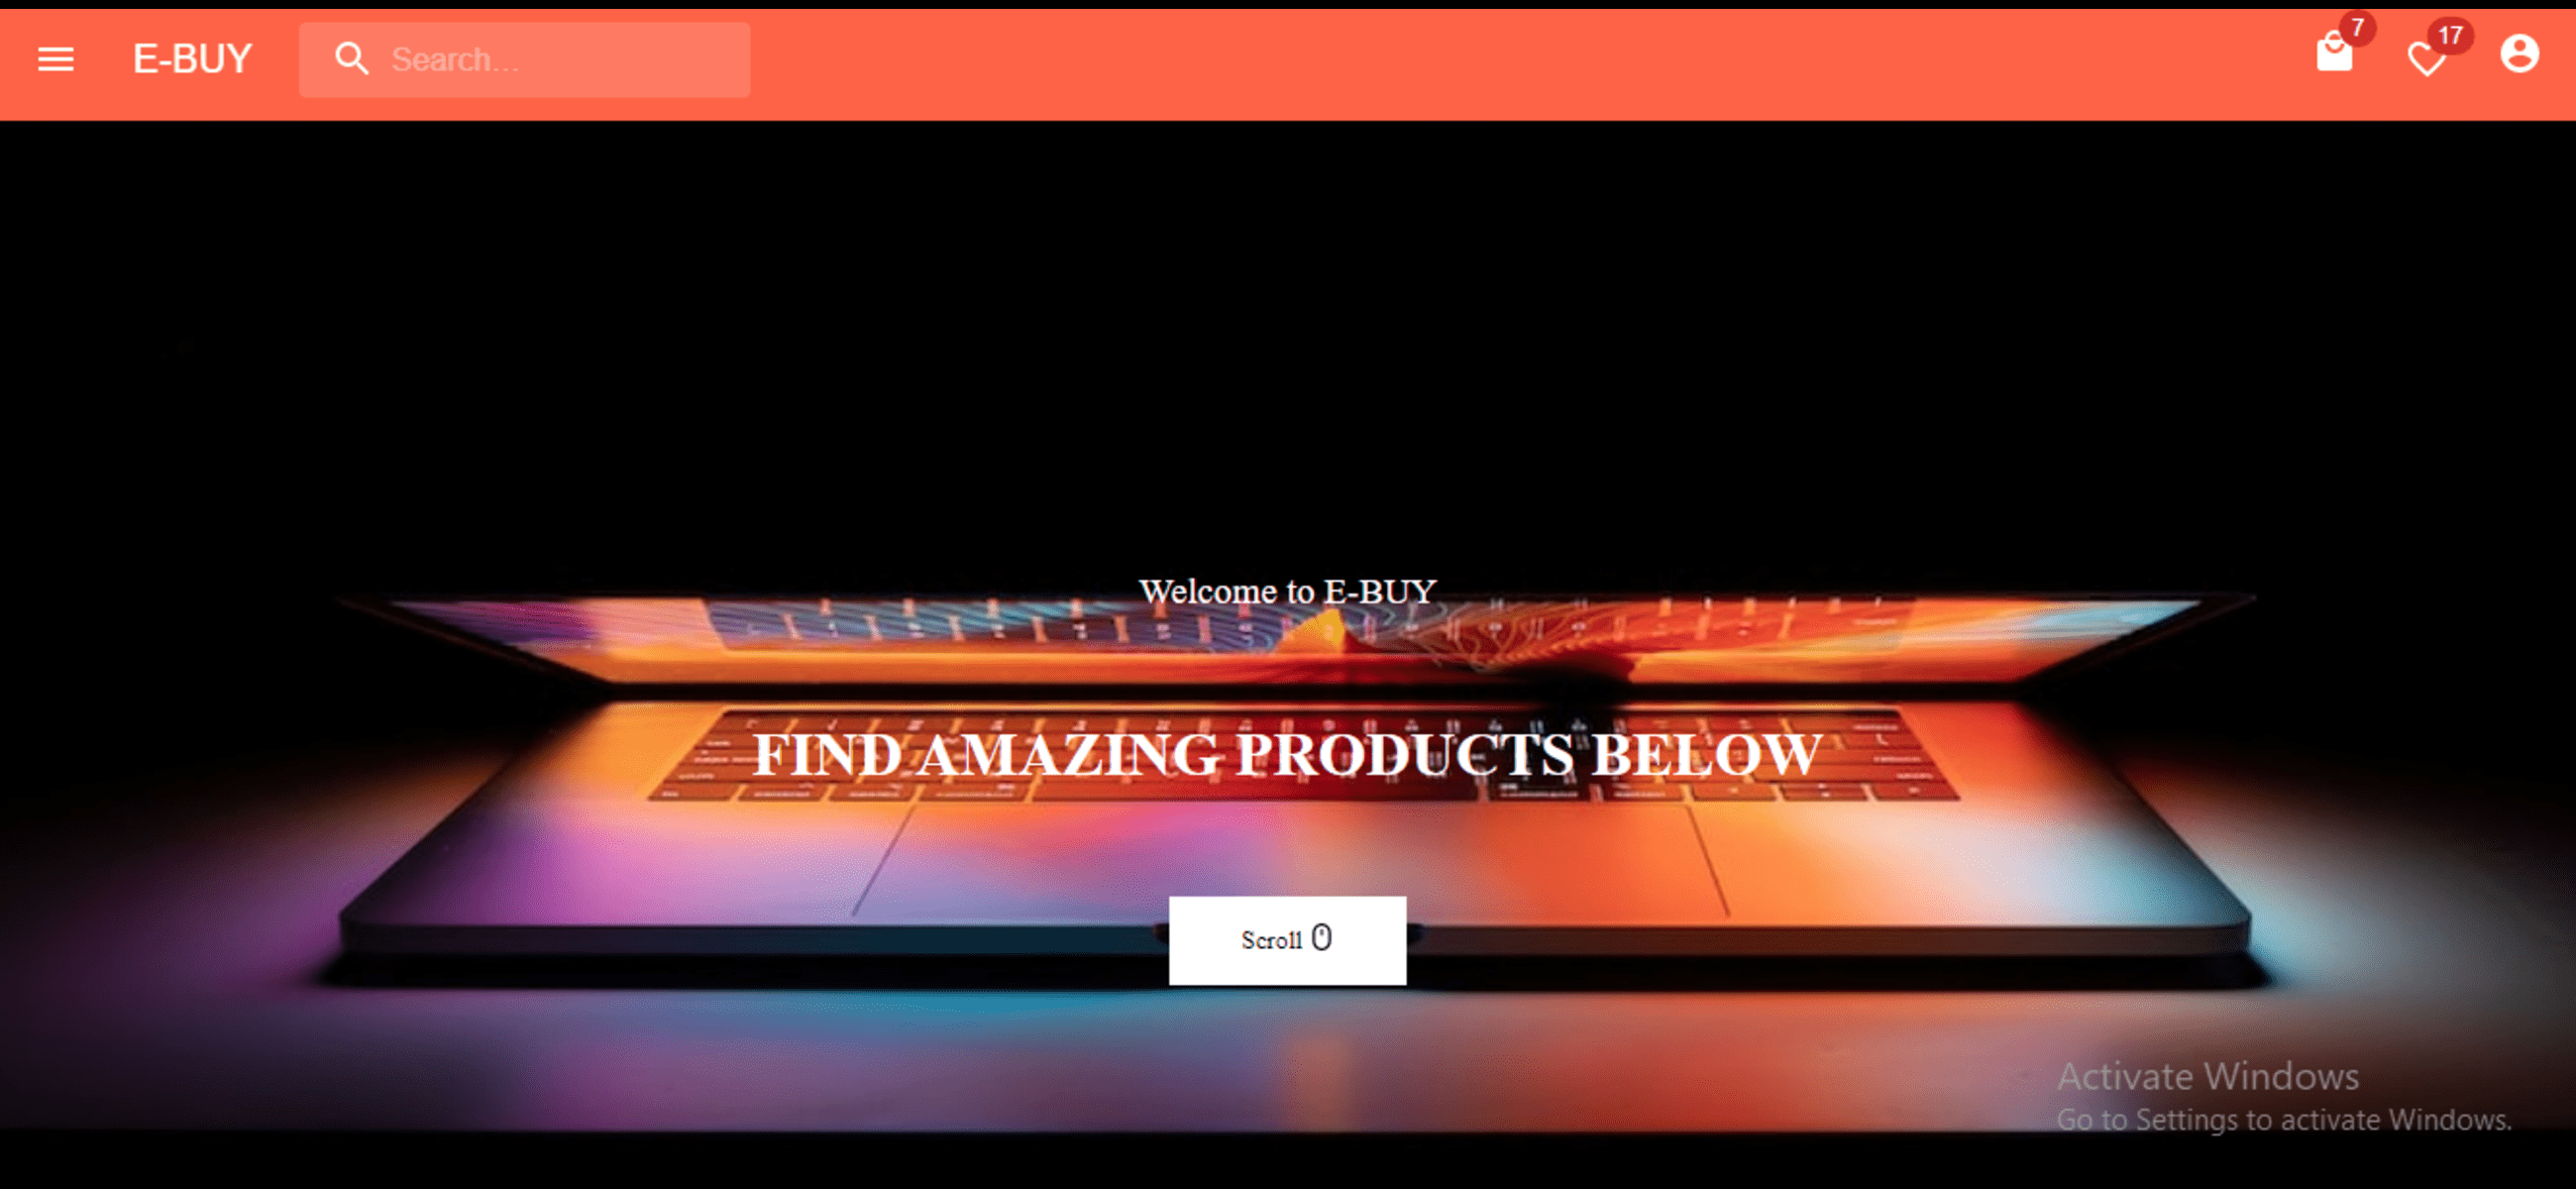 E-BUY
Search...
7
17
Welcome to E-BUY
FIND AMAZING PRODUCTS BELOW
Scroll
Activate Windows
Go to Settings to activate Windows.